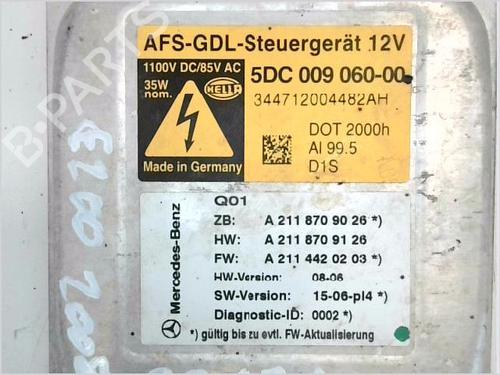 AFS-GDL-Steuergerät 12V
1100V DC/85V AC
35W
nom.
HELLA
5DC 009 060-00
344712004482AH
DOT 2000h
Al 99.5
D1S
Made in Germany
Mercedes-Benz
Q01
ZB: A 211 870 90 26 *)
HW: A 211 870 91 26
FW: A 211 442 02 03 *)
HW-Version: 08-06
SW-Version: 15-06-pl4 *)
Diagnostic-ID: 0002 *)
*) gültig bis zu evtl. FW-Aktualisierung
B-PARTS